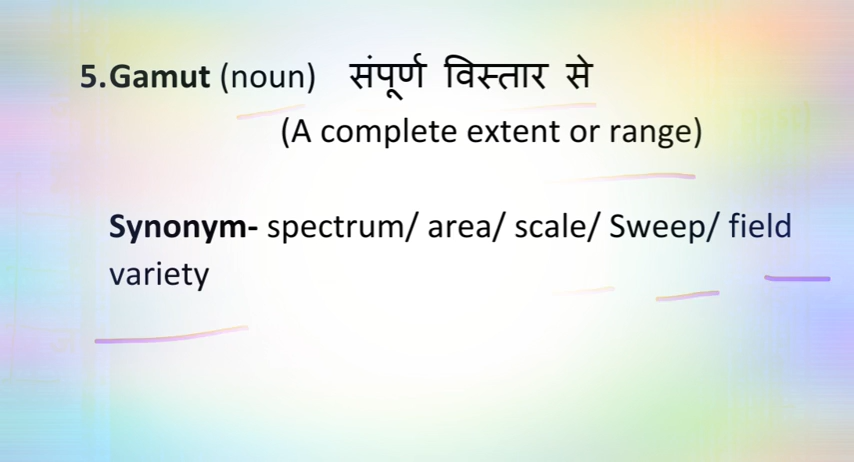 5.Gamut (noun) संपूर्ण विस्तार से
(A complete extent or range)
Synonym- spectrum/ area/ scale/ Sweep/ field
variety